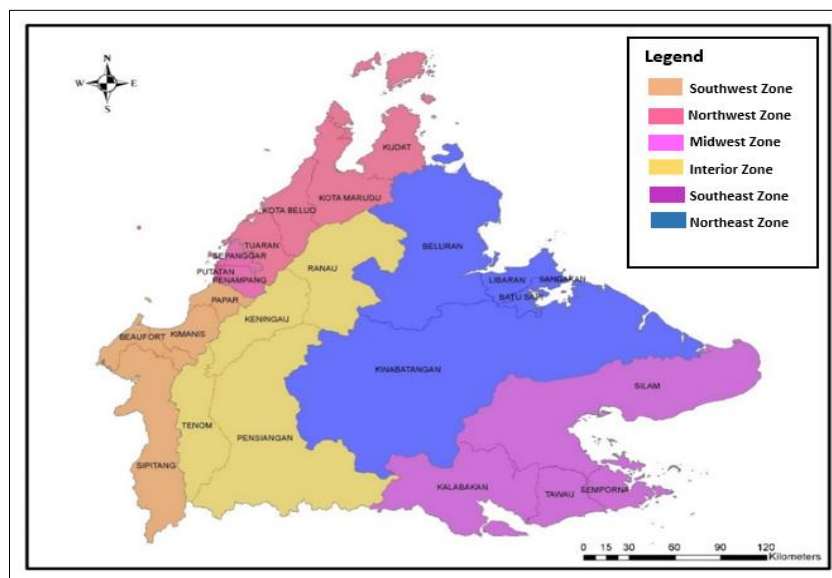 N
W E
S
Legend
Southwest Zone
Northwest Zone
Midwest Zone
Interior Zone
Southeast Zone
Northeast Zone
KUDAT
KOTA MARUDU
KOTA BELUD
TUARAN
SEPANGGAR
PUTATAN
PENAMPANG
RANAU
BELURAN
LIBARAN
SANDAKAN
BATU SAPI
PAPAR
KENINGAU
KIMANIS
BEAUFORT
KINABATANGAN
SILAM
TENOM
PENSIANGAN
SIPITANG
KALABAKAN
TAWAU
SEMPORNA
0 15 30 60 90 120
Kilometers